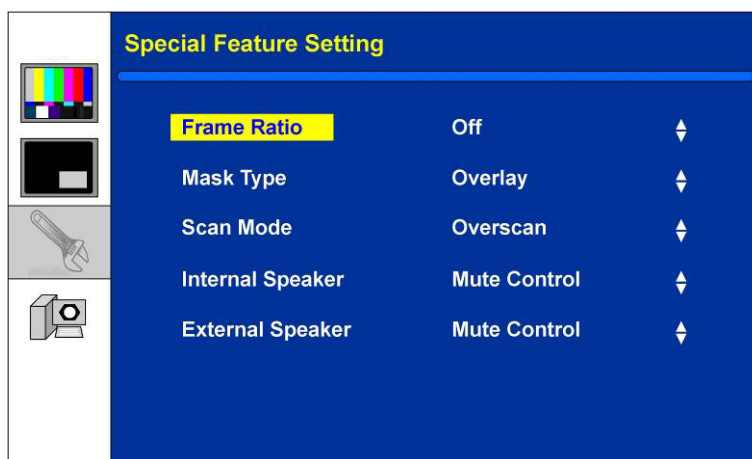 Special Feature Setting
Frame Ratio Off
Mask Type Overlay
Scan Mode Overscan
Internal Speaker Mute Control
External Speaker Mute Control